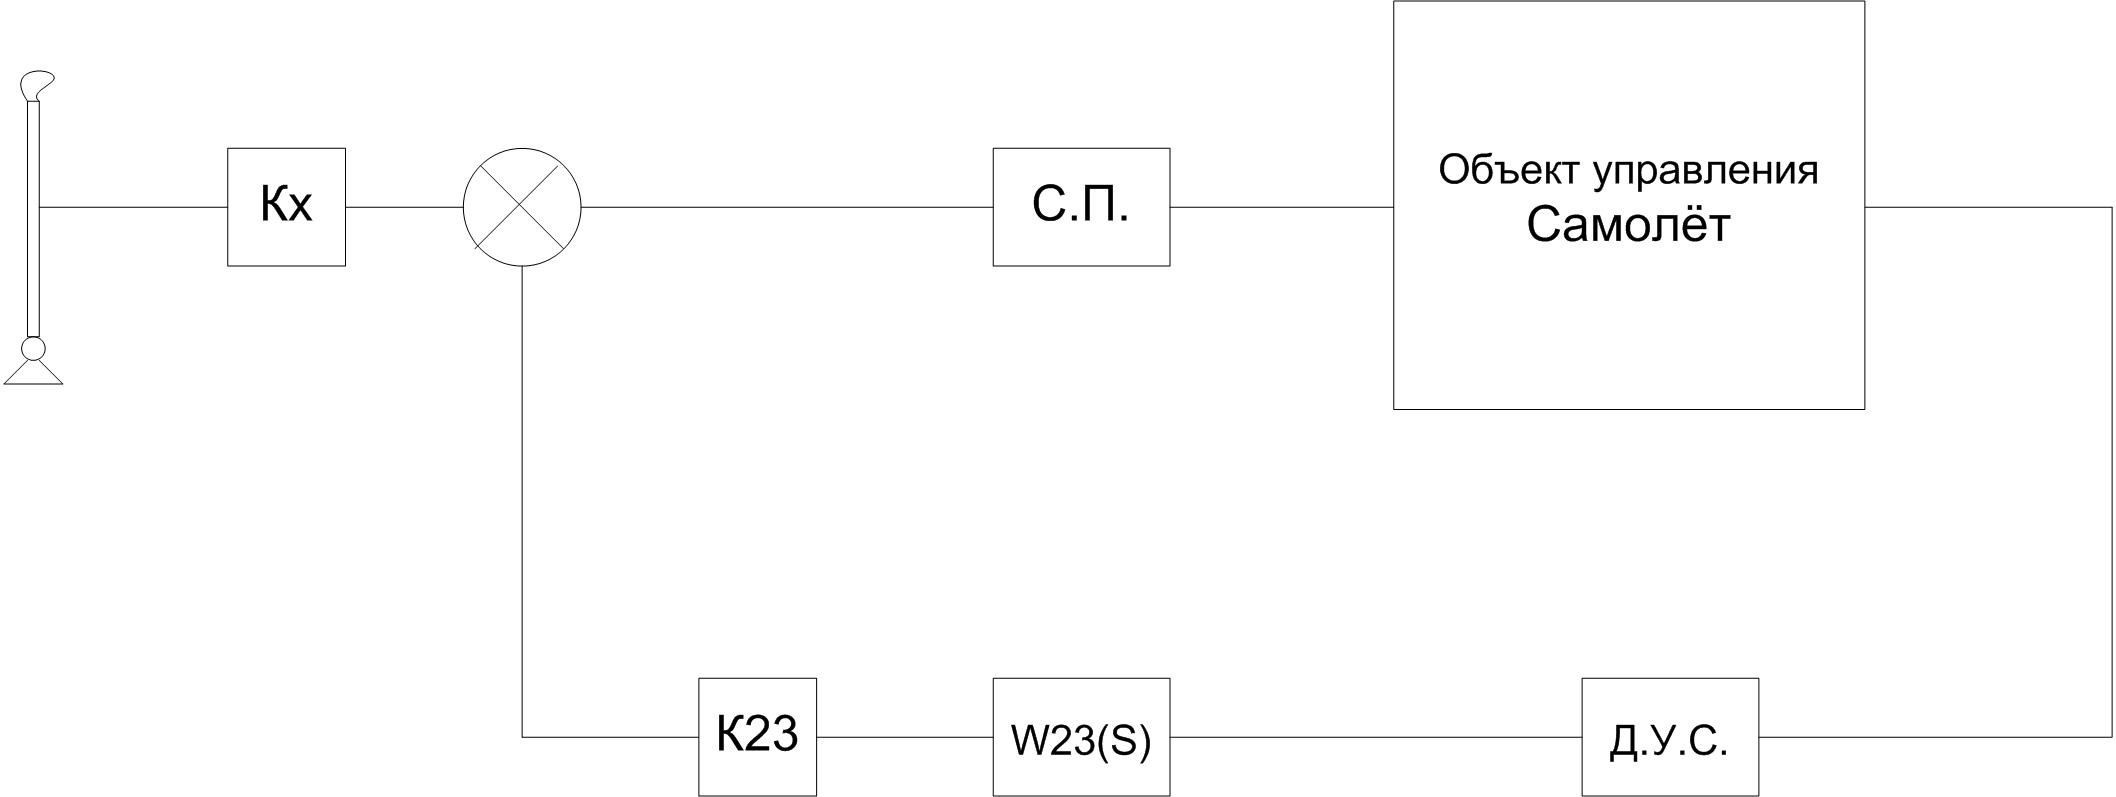 Кх
С.П.
Объект управления
Самолёт
К23
W23(S)
Д.У.С.